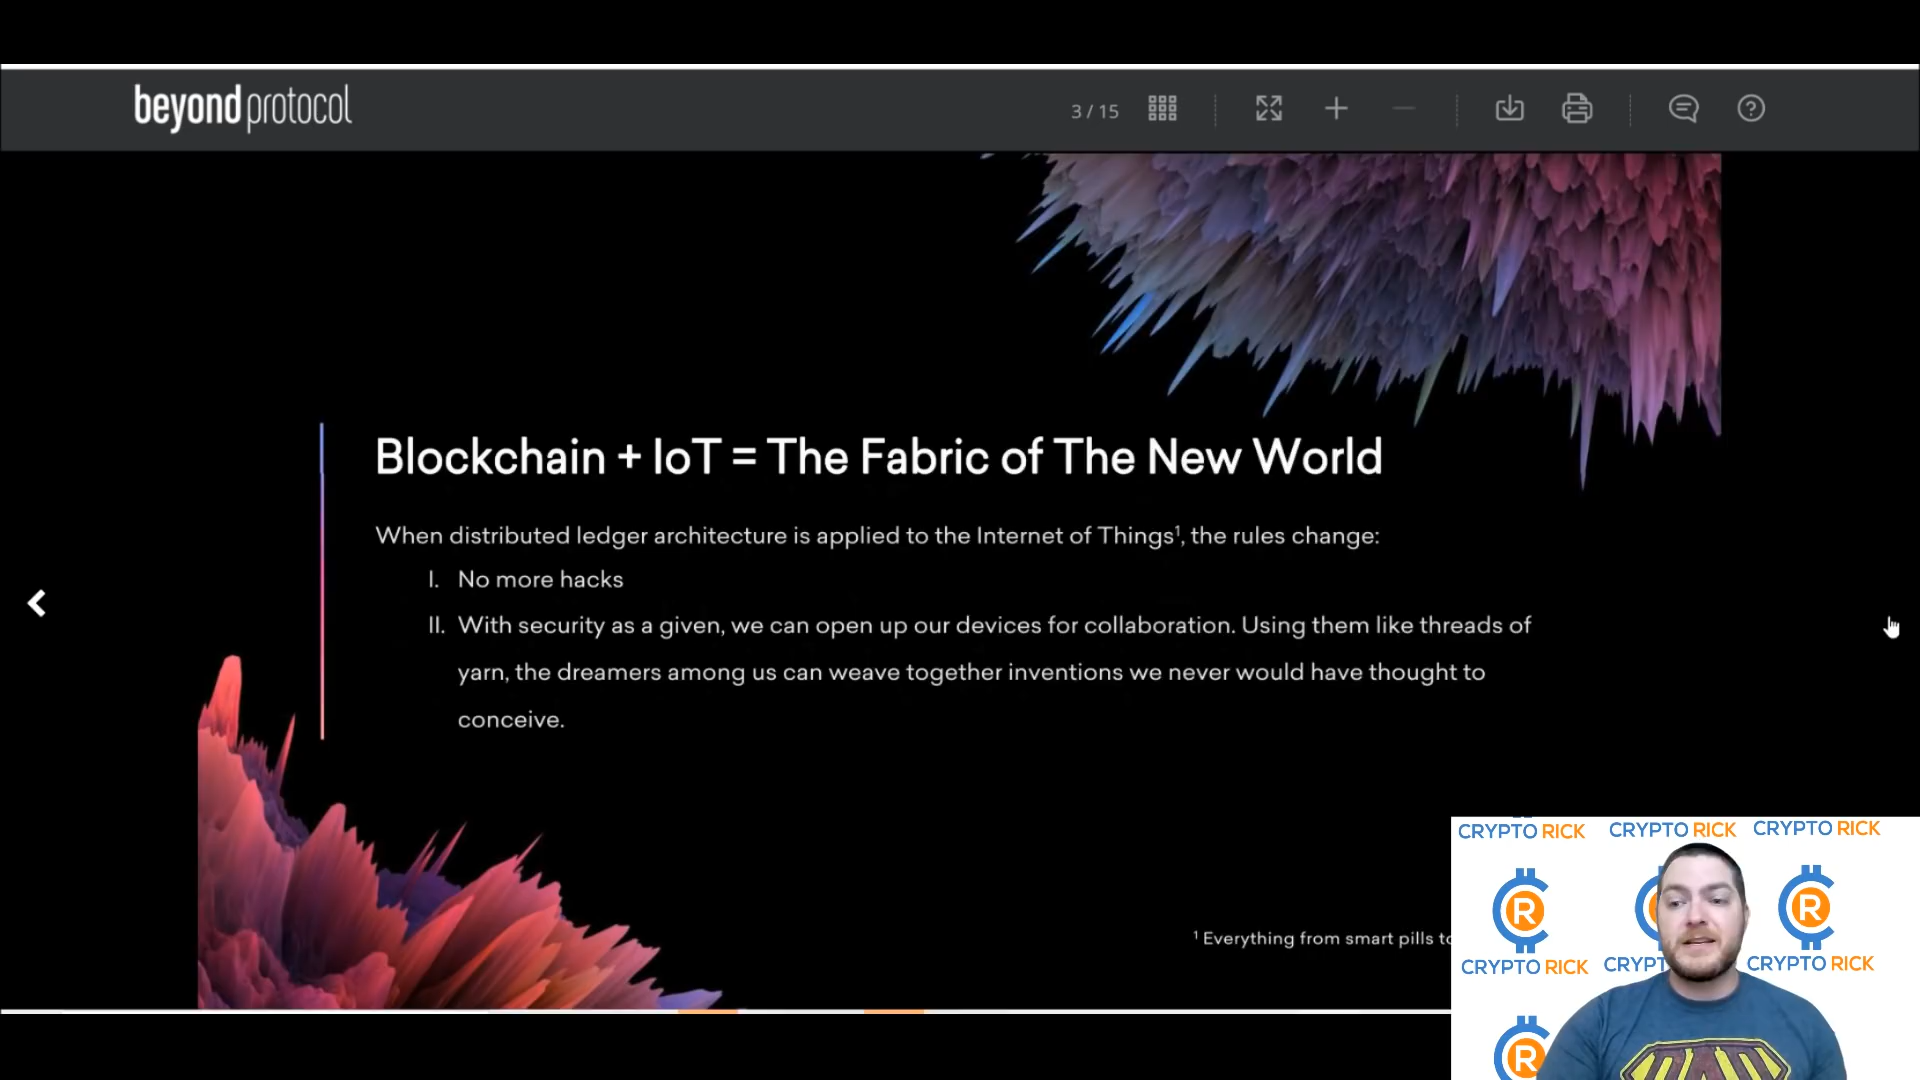 beyond protocol
3 / 15
Blockchain + IoT = The Fabric of The New World
When distributed ledger architecture is applied to the Internet of Things¹, the rules change:
I. No more hacks
II. With security as a given, we can open up our devices for collaboration. Using them like threads of
yarn, the dreamers among us can weave together inventions we never would have thought to
conceive.
¹ Everything from smart pills to
CRYPTO RICK CRYPTO RICK CRYPTO RICK
R R
CRYPTO RICK CRYPT CRYPTO RICK
R
DAD